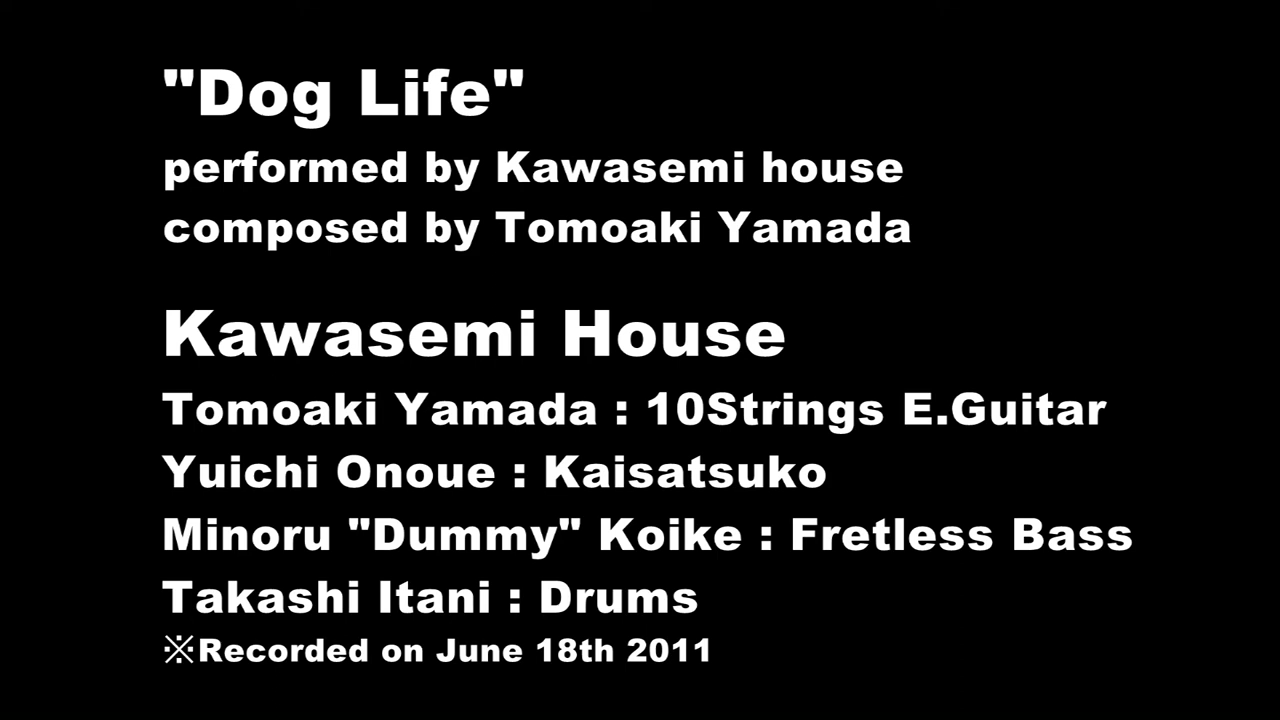 "Dog Life"
performed by Kawasemi house
composed by Tomoaki Yamada
Kawasemi House
Tomoaki Yamada : 10Strings E.Guitar
Yuichi Onoue : Kaisatsuko
Minoru "Dummy" Koike : Fretless Bass
Takashi Itani : Drums
※Recorded on June 18th 2011